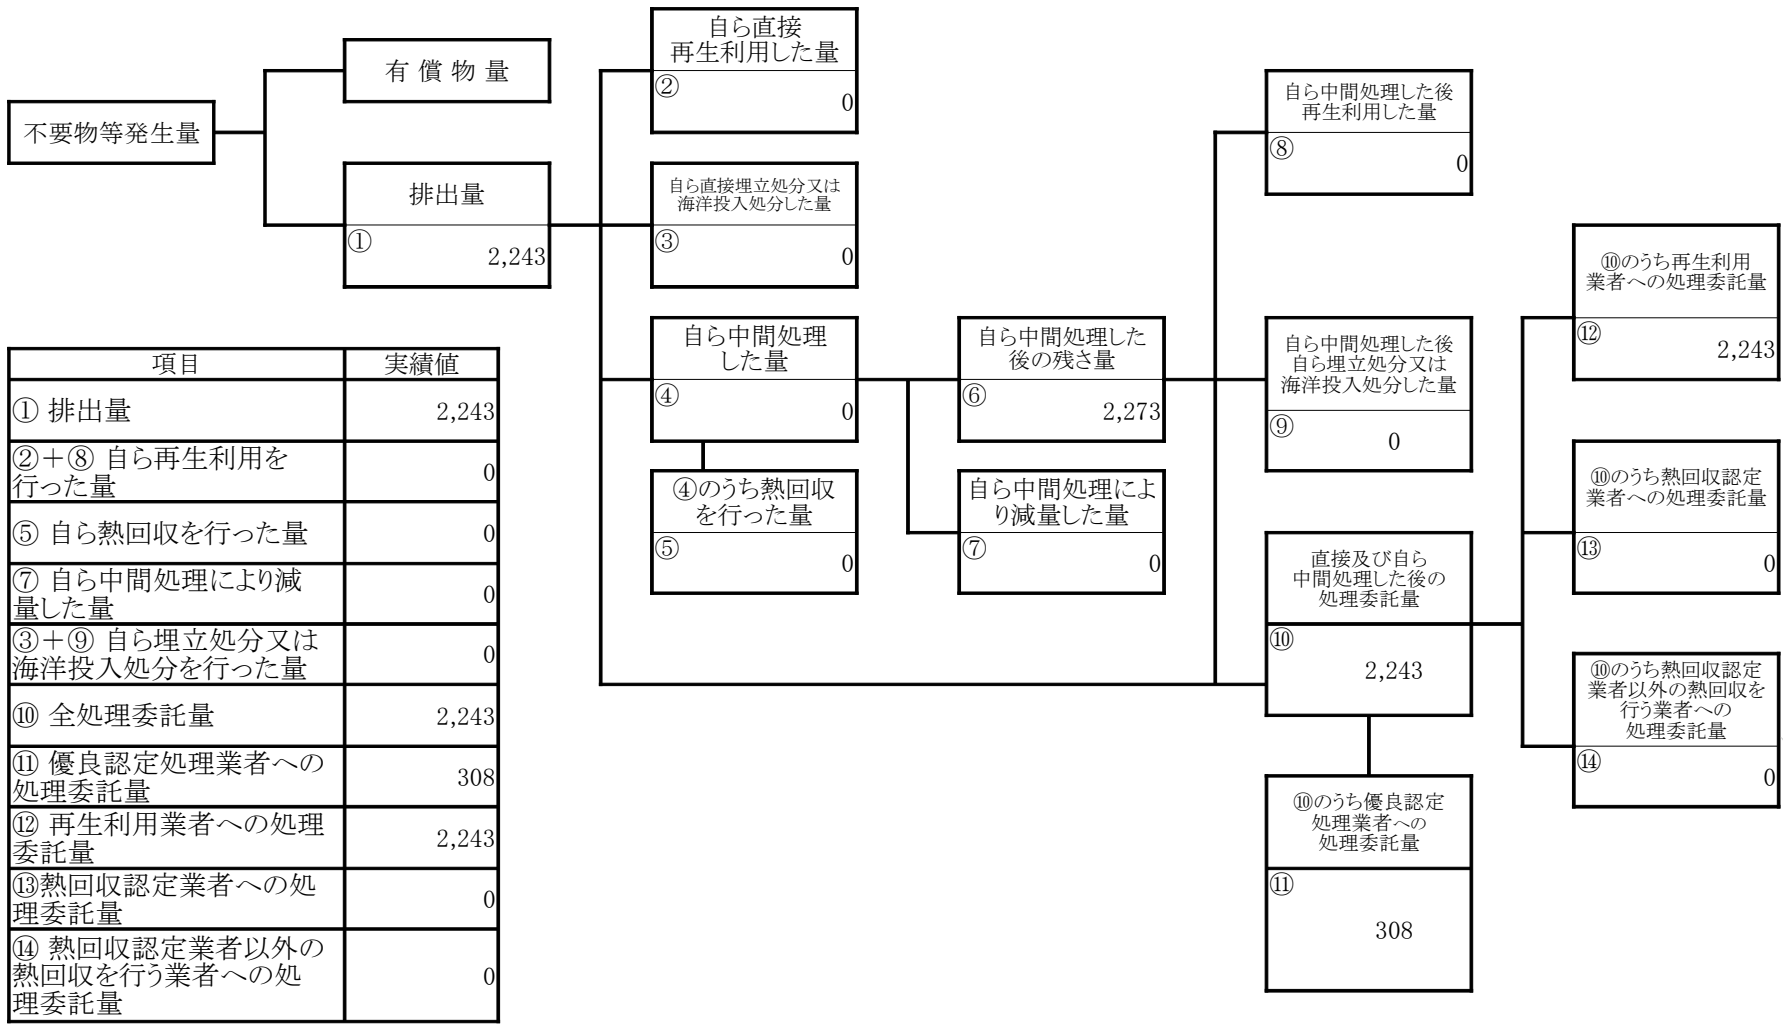 不要物等発生量
有 償 物 量
排出量
①
2,243
自ら直接
再生利用した量
②
0
自ら直接埋立処分又は
海洋投入処分した量
③
0
自ら中間処理
した量
④
0
④のうち熱回収
を行った量
⑤
0
自ら中間処理した
後の残さ量
⑥
2,273
自ら中間処理によ
り減量した量
⑦
0
自ら中間処理した後
再生利用した量
⑧
0
自ら中間処理した後
自ら埋立処分又は
海洋投入処分した量
⑨
0
直接及び自ら
中間処理した後の
処理委託量
⑩
2,243
⑩のうち優良認定
処理業者への
処理委託量
⑪
308
⑩のうち再生利用
業者への処理委託量
⑫
2,243
⑩のうち熱回収認定
業者への処理委託量
⑬
0
⑩のうち熱回収認定
業者以外の熱回収を
行う業者への
処理委託量
⑭
0
項目 実績値
① 排出量 2,243
②＋⑧ 自ら再生利用を
行った量 0
⑤ 自ら熱回収を行った量 0
⑦ 自ら中間処理により減
量した量 0
③＋⑨ 自ら埋立処分又は
海洋投入処分を行った量 0
⑩ 全処理委託量 2,243
⑪ 優良認定処理業者への
処理委託量 308
⑫ 再生利用業者への処理
委託量 2,243
⑬熱回収認定業者への処
理委託量 0
⑭ 熱回収認定業者以外の
熱回収を行う業者への処
理委託量 0